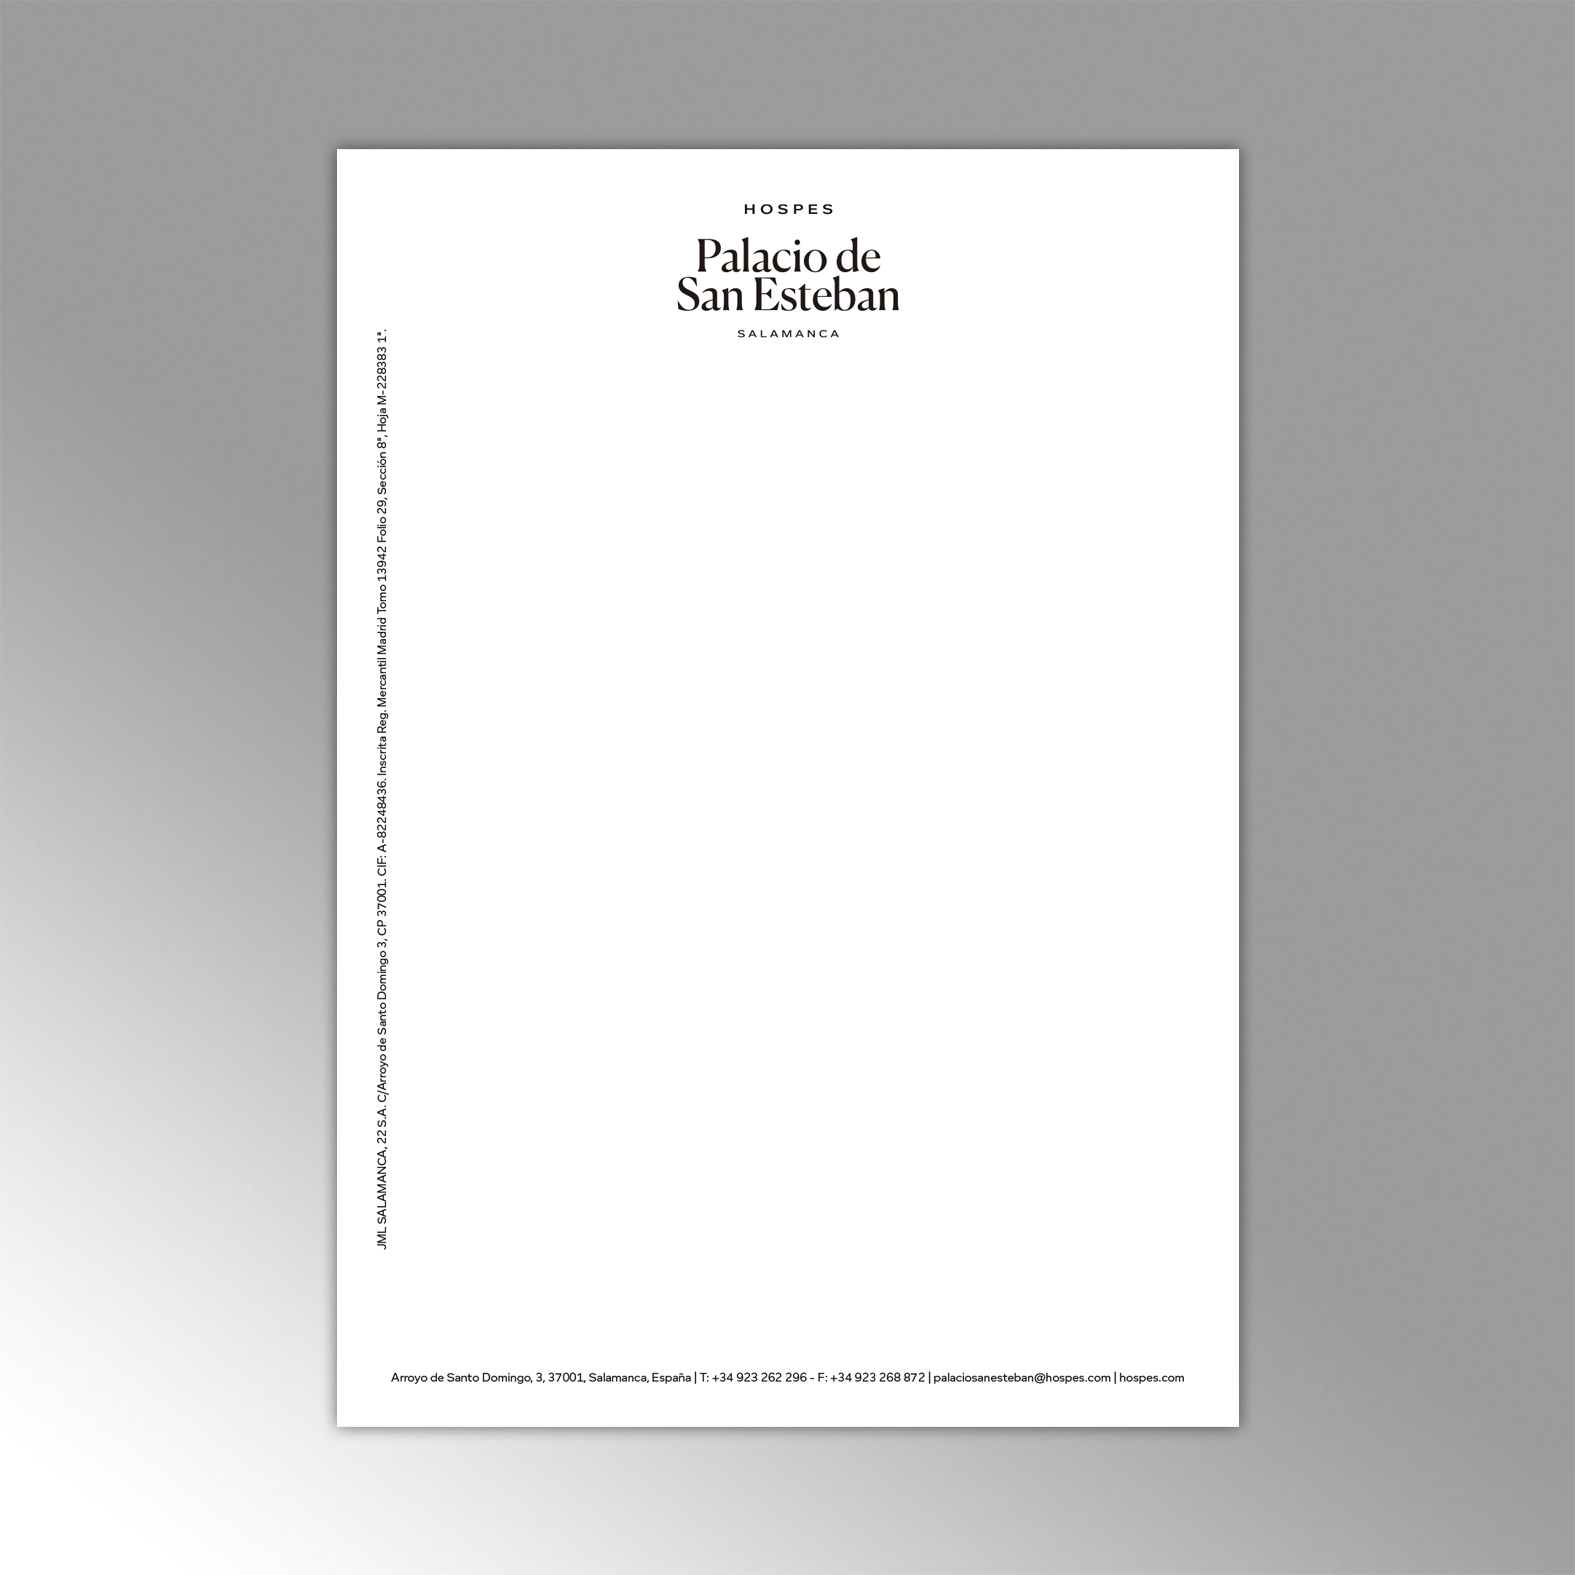 HOSPES
Palacio de
San Esteban
SALAMANCA
JML SALAMANCA, 22 S.A. C/Arroyo de Santo Domingo 3, CP 37001. CIF: A-82248436. Inscrita Reg. Mercantil Madrid Tomo 13942 Folio 29, Sección 8ª, Hoja M-228383 1ª.
Arroyo de Santo Domingo, 3, 37001, Salamanca, España | T: +34 923 262 296 - F: +34 923 268 872 | palaciosanesteban@hospes.com | hospes.com